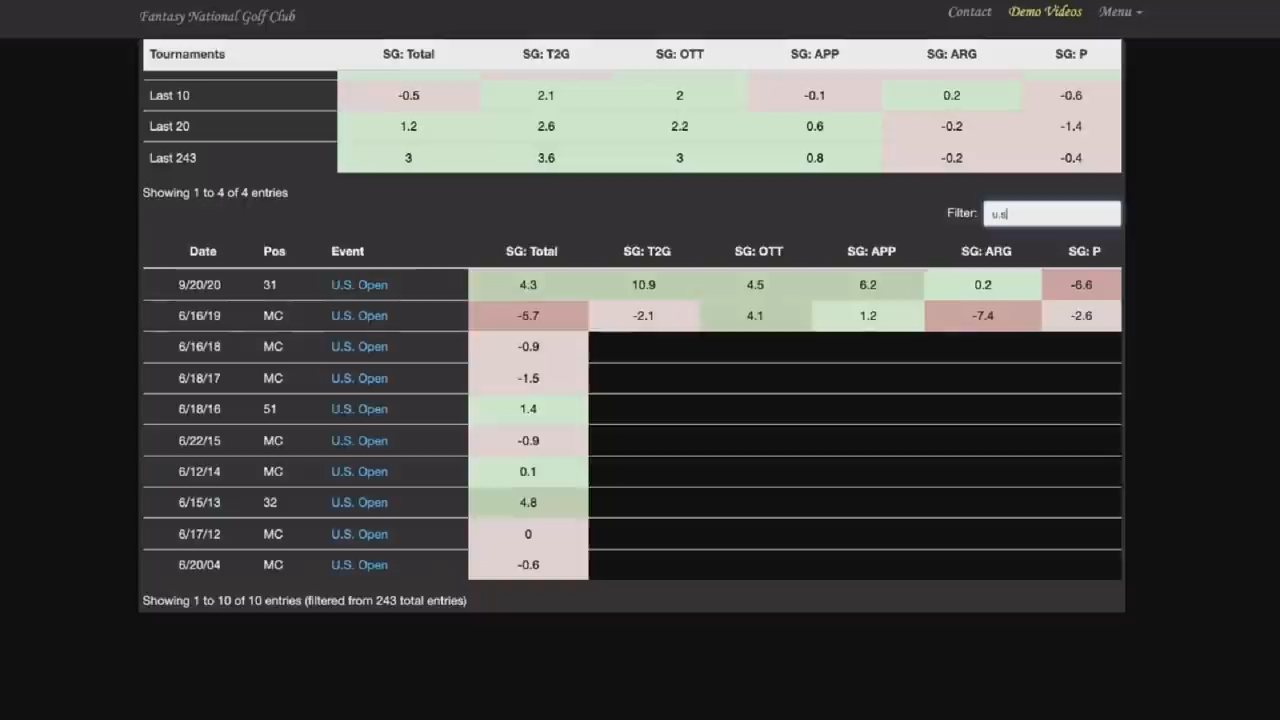 Fantasy National Golf Club Contact Demo Videos Menu
Tournaments SG: Total SG: T2G SG: OTT SG: APP SG: ARG SG: P
Last 10 -0.5 2.1 2 -0.1 0.2 -0.6
Last 20 1.2 2.6 2.2 0.6 -0.2 -1.4
Last 243 3 3.6 3 0.8 -0.2 -0.4
Showing 1 to 4 of 4 entries
Filter: u.s
Date Pos Event SG: Total SG: T2G SG: OTT SG: APP SG: ARG SG: P
9/20/20 31 U.S. Open 4.3 10.9 4.5 6.2 0.2 -6.6
6/16/19 MC U.S. Open -5.7 -2.1 4.1 1.2 -7.4 -2.6
6/16/18 MC U.S. Open -0.9
6/18/17 MC U.S. Open -1.5
6/18/16 51 U.S. Open 1.4
6/22/15 MC U.S. Open -0.9
6/12/14 MC U.S. Open 0.1
6/15/13 32 U.S. Open 4.8
6/17/12 MC U.S. Open 0
6/20/04 MC U.S. Open -0.6
Showing 1 to 10 of 10 entries (filtered from 243 total entries)